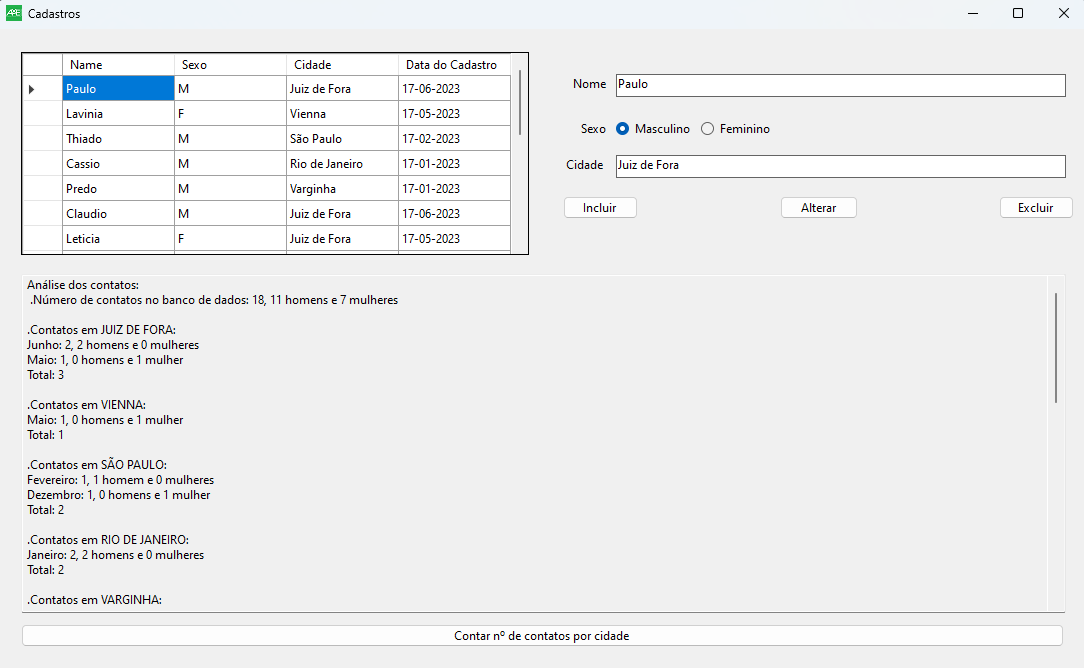 Cadastros
Name Sexo Cidade Data do Cadastro
Paulo M Juiz de Fora 17-06-2023
Lavinia F Vienna 17-05-2023
Thiado M São Paulo 17-02-2023
Cassio M Rio de Janeiro 17-01-2023
Predo M Varginha 17-01-2023
Claudio M Juiz de Fora 17-06-2023
Leticia F Juiz de Fora 17-05-2023
Nome Paulo
Sexo Masculino Feminino
Cidade Juiz de Fora
Incluir Alterar Excluir
Análise dos contatos:
.Número de contatos no banco de dados: 18, 11 homens e 7 mulheres
.Contatos em JUIZ DE FORA:
Junho: 2, 2 homens e 0 mulheres
Maio: 1, 0 homens e 1 mulher
Total: 3
.Contatos em VIENNA:
Maio: 1, 0 homens e 1 mulher
Total: 1
.Contatos em SÃO PAULO:
Fevereiro: 1, 1 homem e 0 mulheres
Dezembro: 1, 0 homens e 1 mulher
Total: 2
.Contatos em RIO DE JANEIRO:
Janeiro: 2, 2 homens e 0 mulheres
Total: 2
.Contatos em VARGINHA:
Contar nº de contatos por cidade